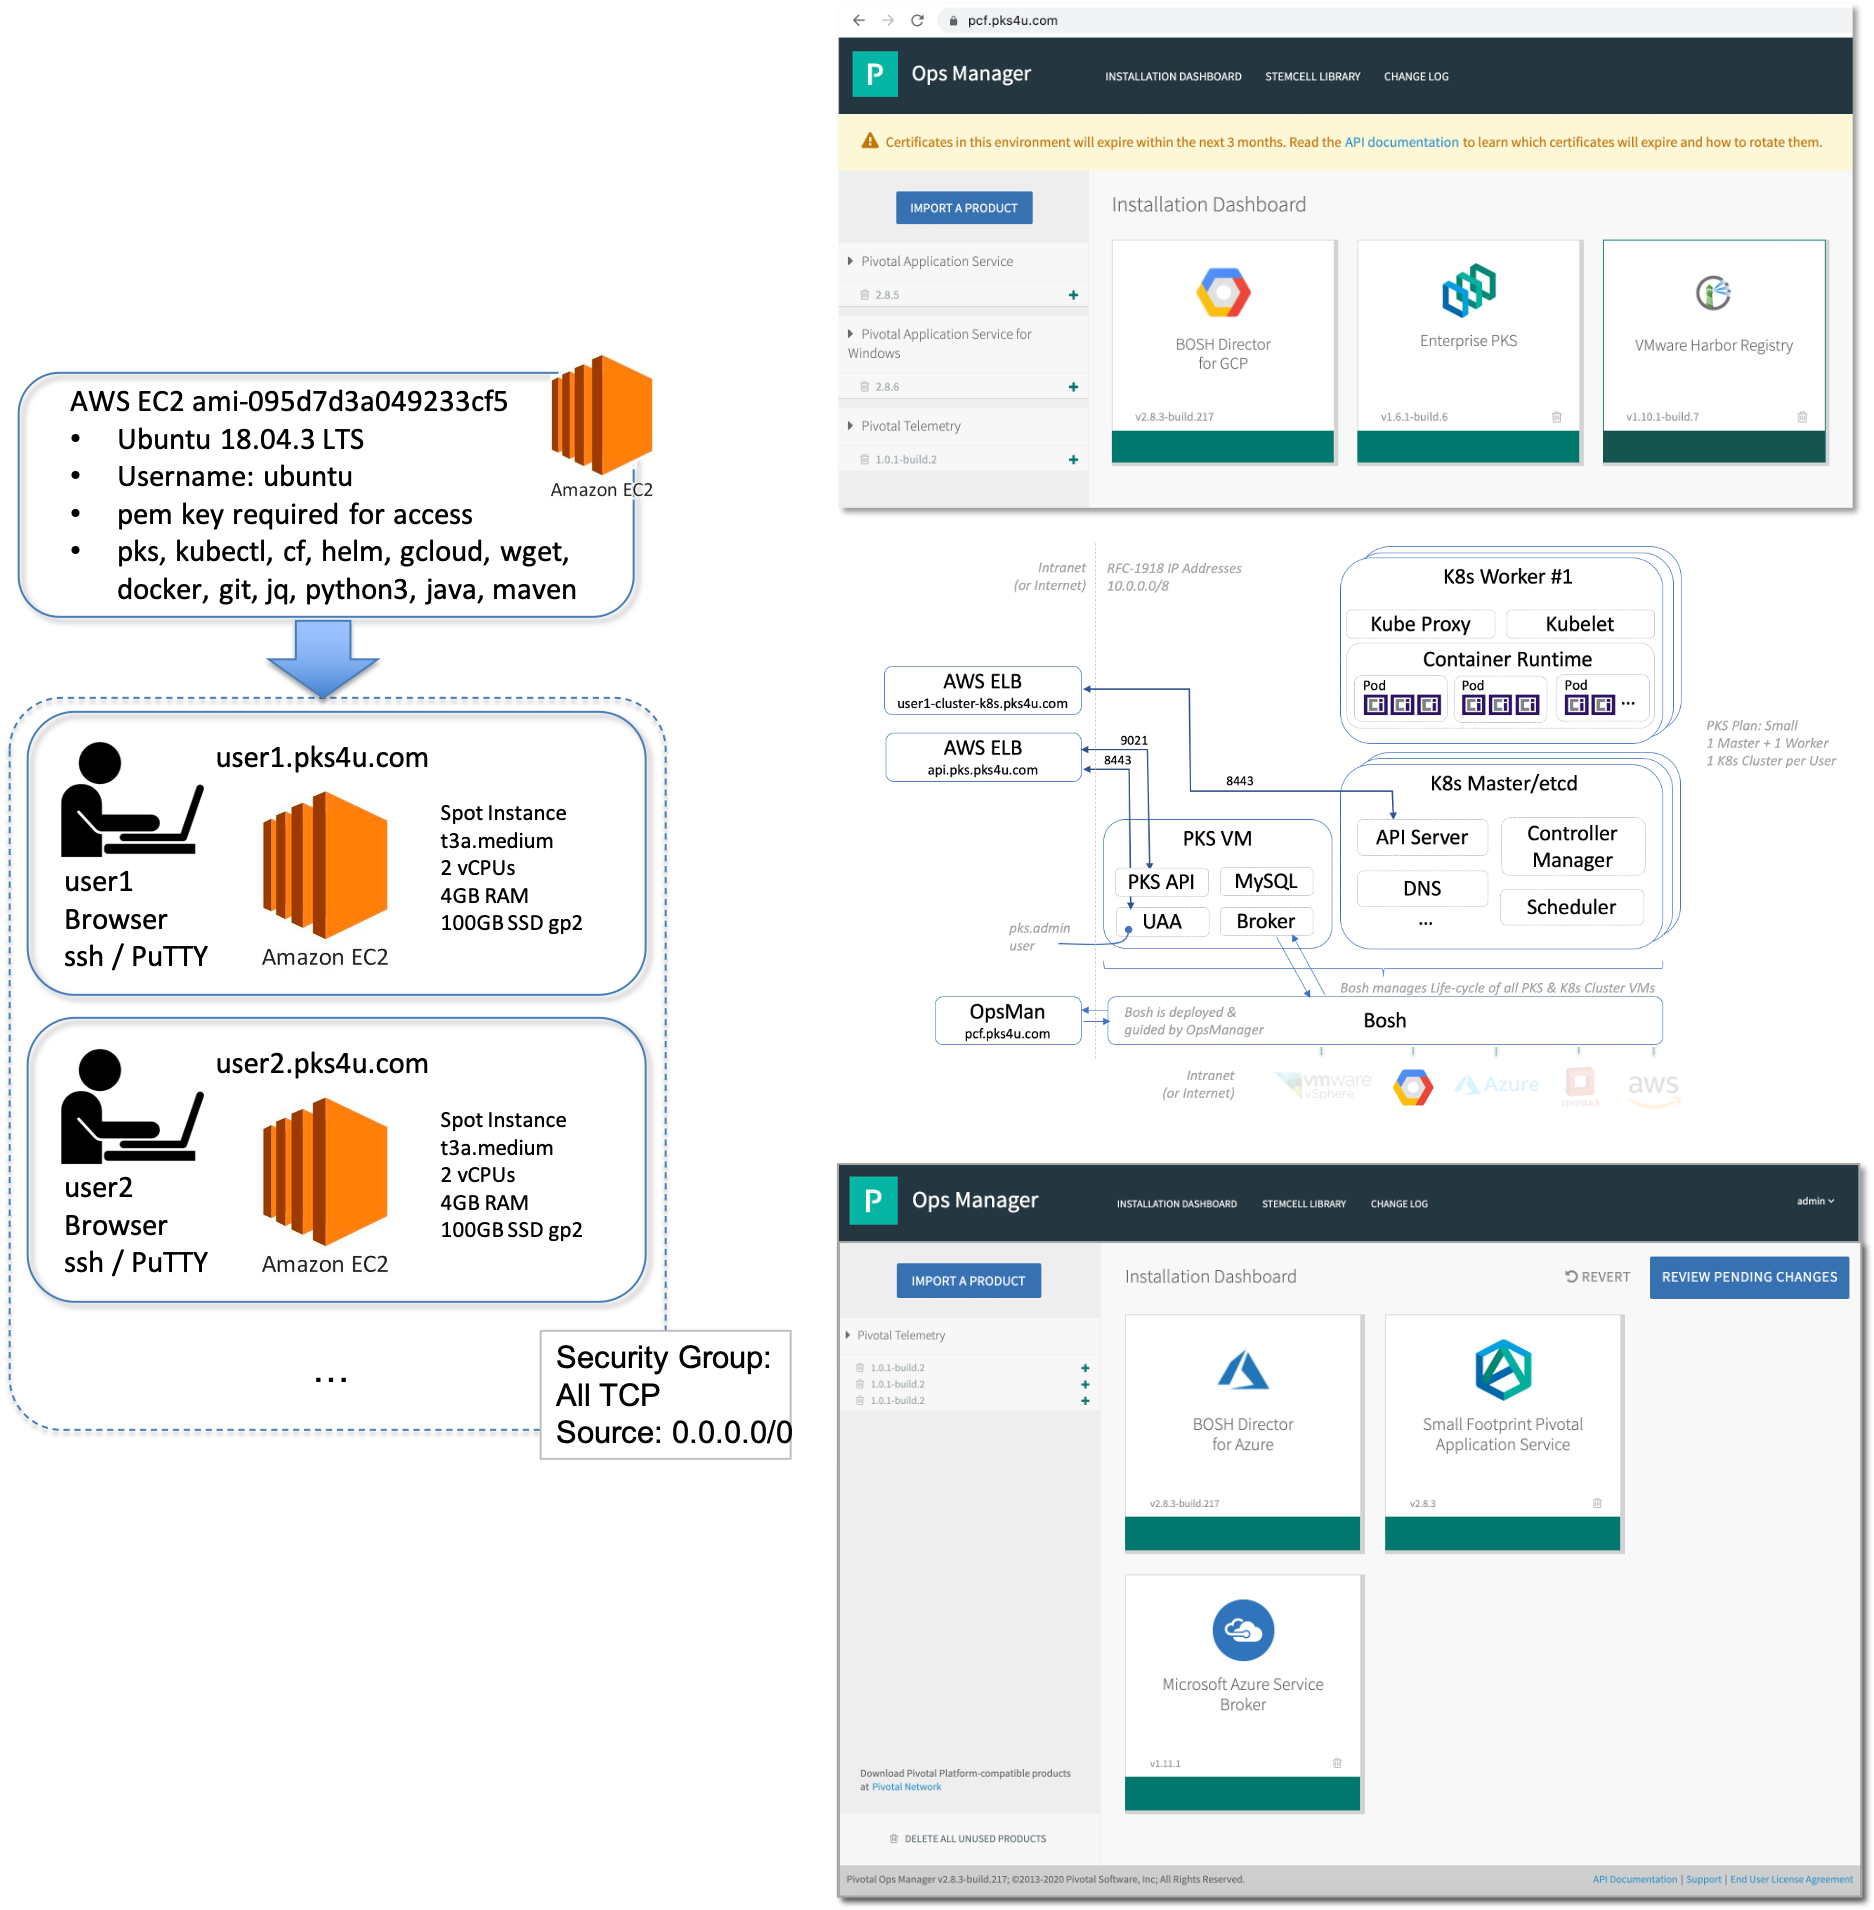 AWS EC2 ami-095d7d3a049233cf5
• Ubuntu 18.04.3 LTS
• Username: ubuntu
• pem key required for access
• pks, kubectl, cf, helm, gcloud, wget,
docker, git, jq, python3, java, maven
Amazon EC2
user1.pks4u.com
user1
Browser
ssh / PuTTY
Amazon EC2
Spot Instance
t3a.medium
2 vCPUs
4GB RAM
100GB SSD gp2
user2.pks4u.com
user2
Browser
ssh / PuTTY
Amazon EC2
Spot Instance
t3a.medium
2 vCPUs
4GB RAM
100GB SSD gp2
...
Security Group:
All TCP
Source: 0.0.0.0/0
pcf.pks4u.com
P
Ops Manager
INSTALLATION DASHBOARD
STEMCELL LIBRARY
CHANGE LOG
Certificates in this environment will expire within the next 3 months. Read the API documentation to learn which certificates will expire and how to rotate them.
IMPORT A PRODUCT
Pivotal Application Service
2.8.5
+
Pivotal Application Service for
Windows
2.8.6
+
Pivotal Telemetry
1.0.1-build.2
+
Installation Dashboard
BOSH Director
for GCP
v2.8.3-build.217
Enterprise PKS
v1.6.1-build.6
VMware Harbor Registry
v1.10.1-build.7
Intranet
(or Internet)
RFC-1918 IP Addresses
10.0.0.0/8
AWS ELB
user1-cluster-k8s.pks4u.com
AWS ELB
api.pks.pks4u.com
9021
8443
8443
K8s Worker #1
Kube Proxy
Kubelet
Container Runtime
Pod
Ci Ci Ci
Pod
Ci Ci Ci
Pod
Ci Ci ...
PKS Plan: Small
1 Master + 1 Worker
1 K8s Cluster per User
K8s Master/etcd
API Server
Controller
Manager
DNS
...
Scheduler
PKS VM
PKS API
MySQL
UAA
Broker
pks.admin
user
Bosh manages Life-cycle of all PKS & K8s Cluster VMs
OpsMan
pcf.pks4u.com
Bosh is deployed &
guided by OpsManager
Bosh
Intranet
(or Internet)
vmware
vSphere
Azure
openstack
aws
P
Ops Manager
INSTALLATION DASHBOARD
STEMCELL LIBRARY
CHANGE LOG
admin
IMPORT A PRODUCT
Pivotal Telemetry
1.0.1-build.2
+
1.0.1-build.2
+
1.0.1-build.2
+
Installation Dashboard
REVERT
REVIEW PENDING CHANGES
BOSH Director
for Azure
v2.8.3-build.217
Small Footprint Pivotal
Application Service
v2.8.3
Microsoft Azure Service
Broker
v1.11.1
Download Pivotal Platform-compatible products
at Pivotal Network
DELETE ALL UNUSED PRODUCTS
Pivotal Ops Manager v2.8.3-build.217; ©2013-2020 Pivotal Software, Inc; All Rights Reserved.
API Documentation | Support | End User License Agreement